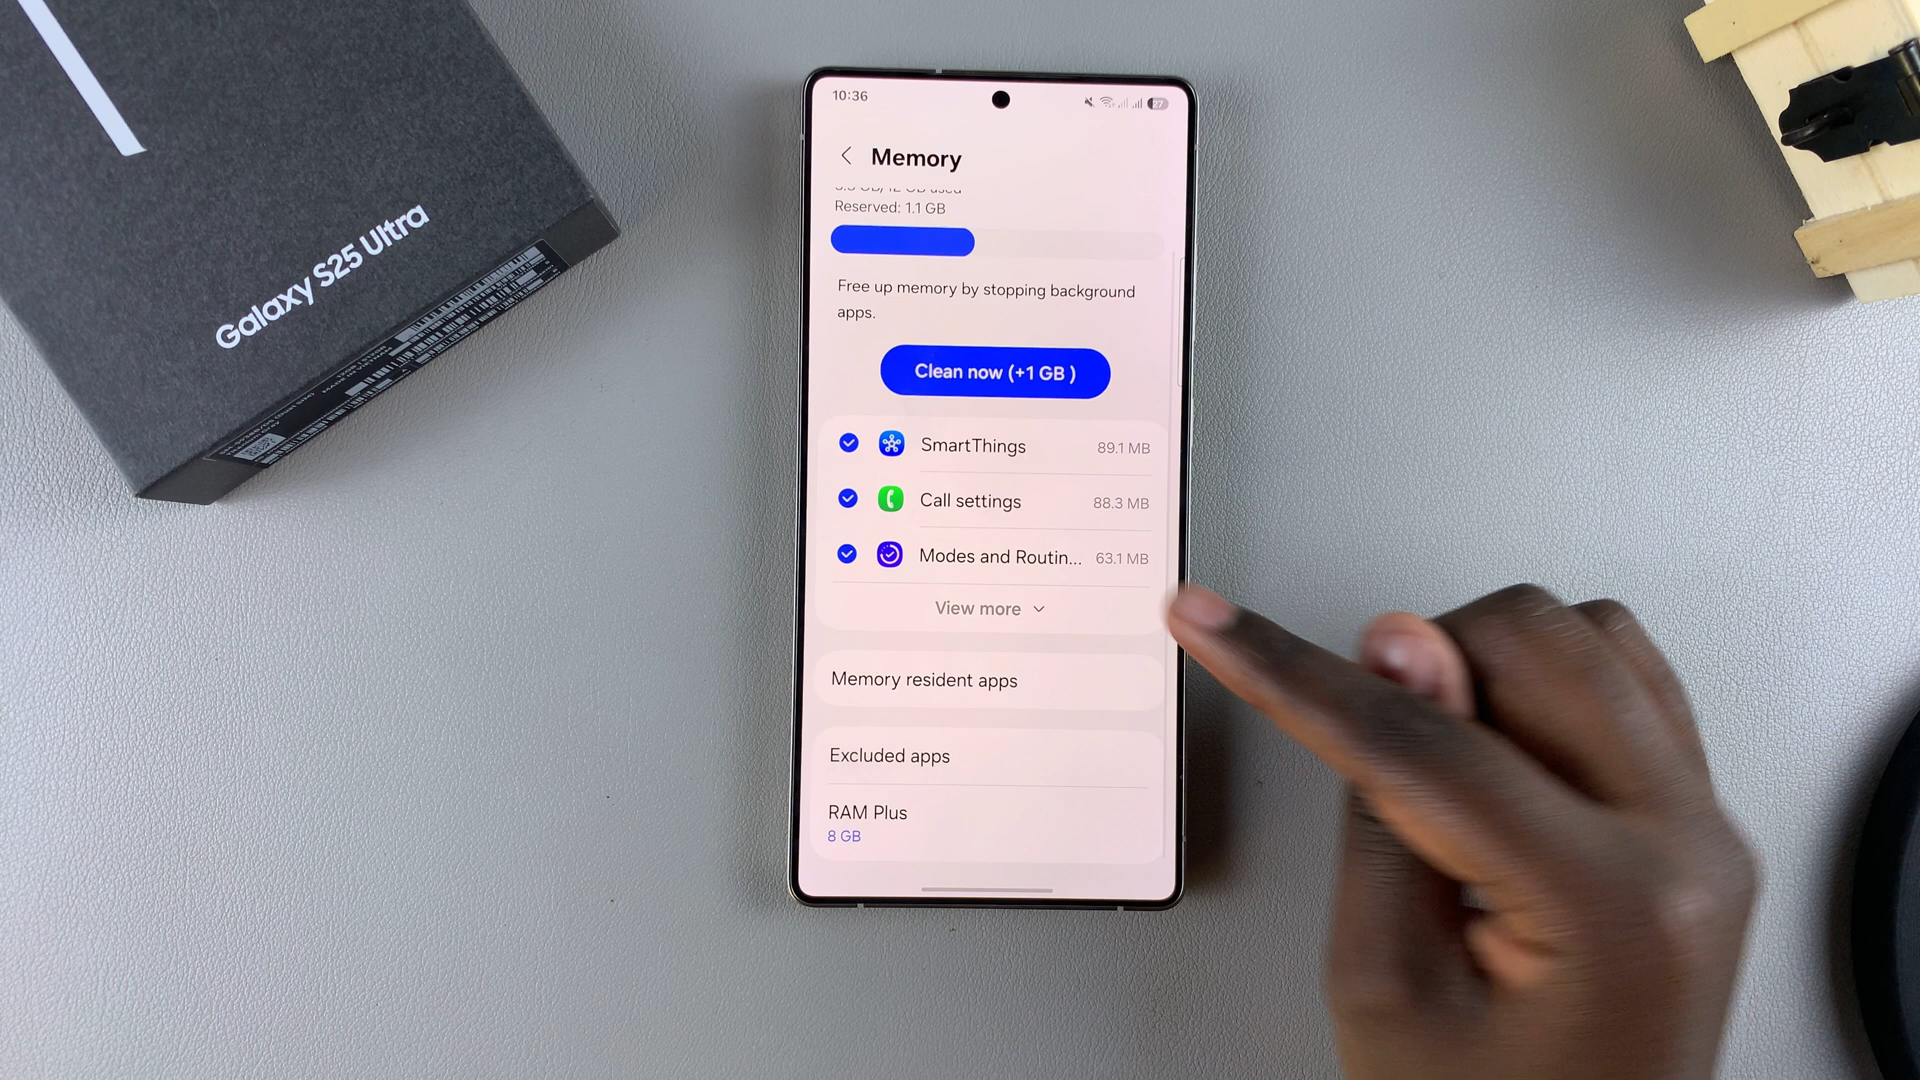 Galaxy S25 Ultra
10:36
27
Memory
Reserved: 1.1 GB
Free up memory by stopping background
apps.
Clean now (+1 GB )
SmartThings 89.1 MB
Call settings 88.3 MB
Modes and Routin... 63.1 MB
View more
Memory resident apps
Excluded apps
RAM Plus
8 GB